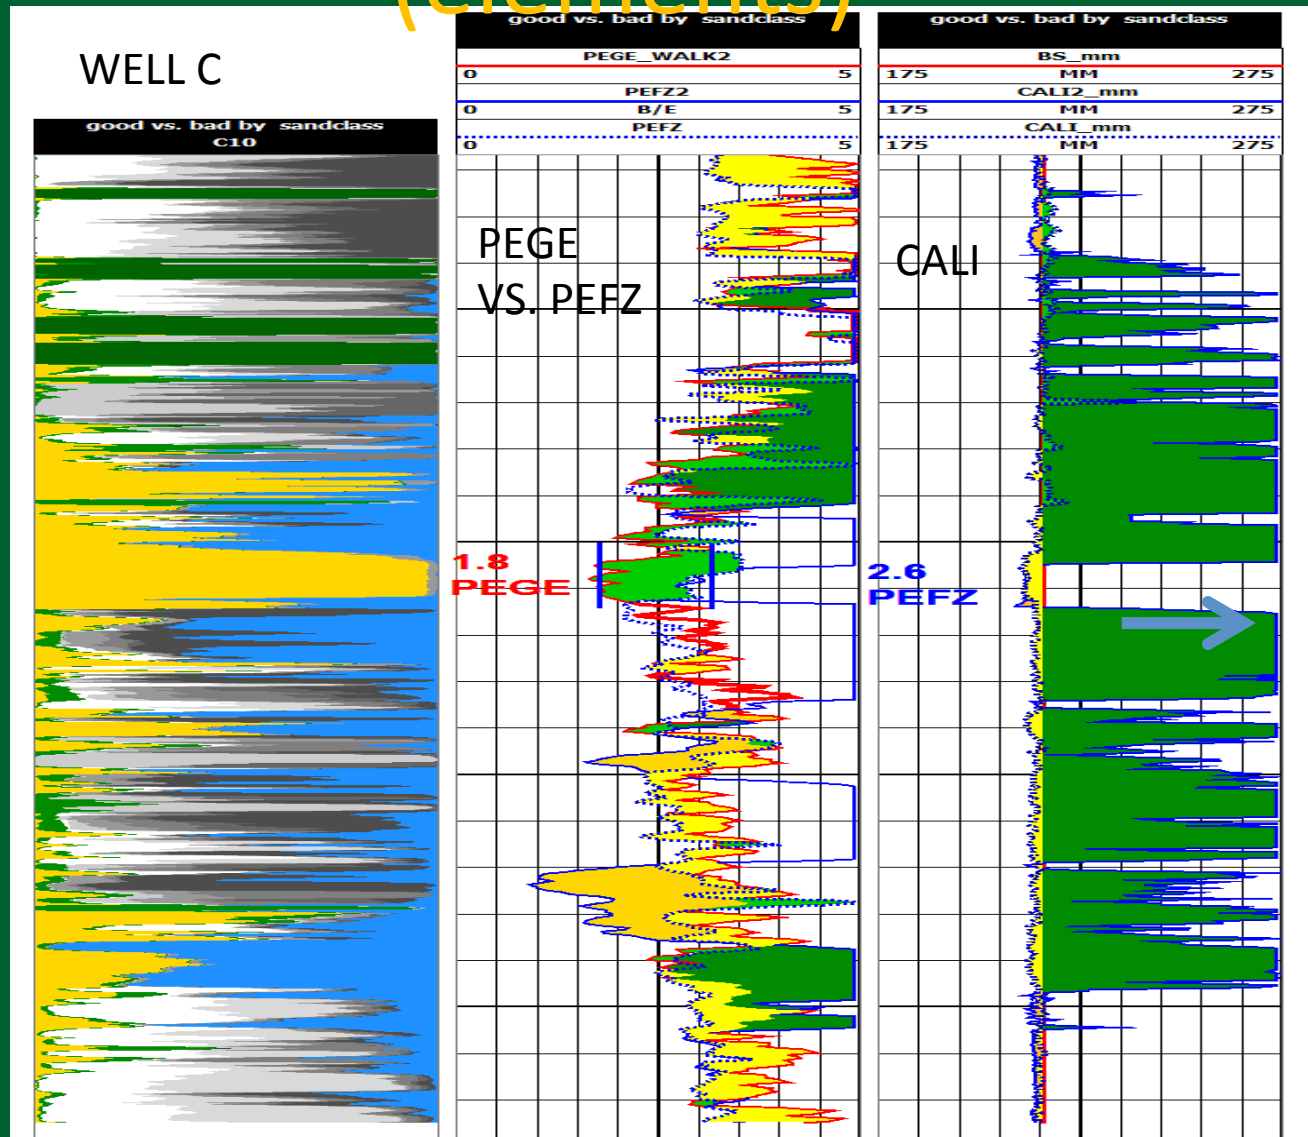 (elements)
WELL C
good vs. bad by sandclass
C10
good vs. bad by sandclass
PEGE_WALK2
0 5
PEFZ2
0 B/E 5
PEFZ
0 5
good vs. bad by sandclass
BS_mm
175 MM 275
CALI2_mm
175 MM 275
CALI_mm
175 MM 275
PEGE
VS. PEFZ
CALI
1.8
PEGE
2.6
PEFZ